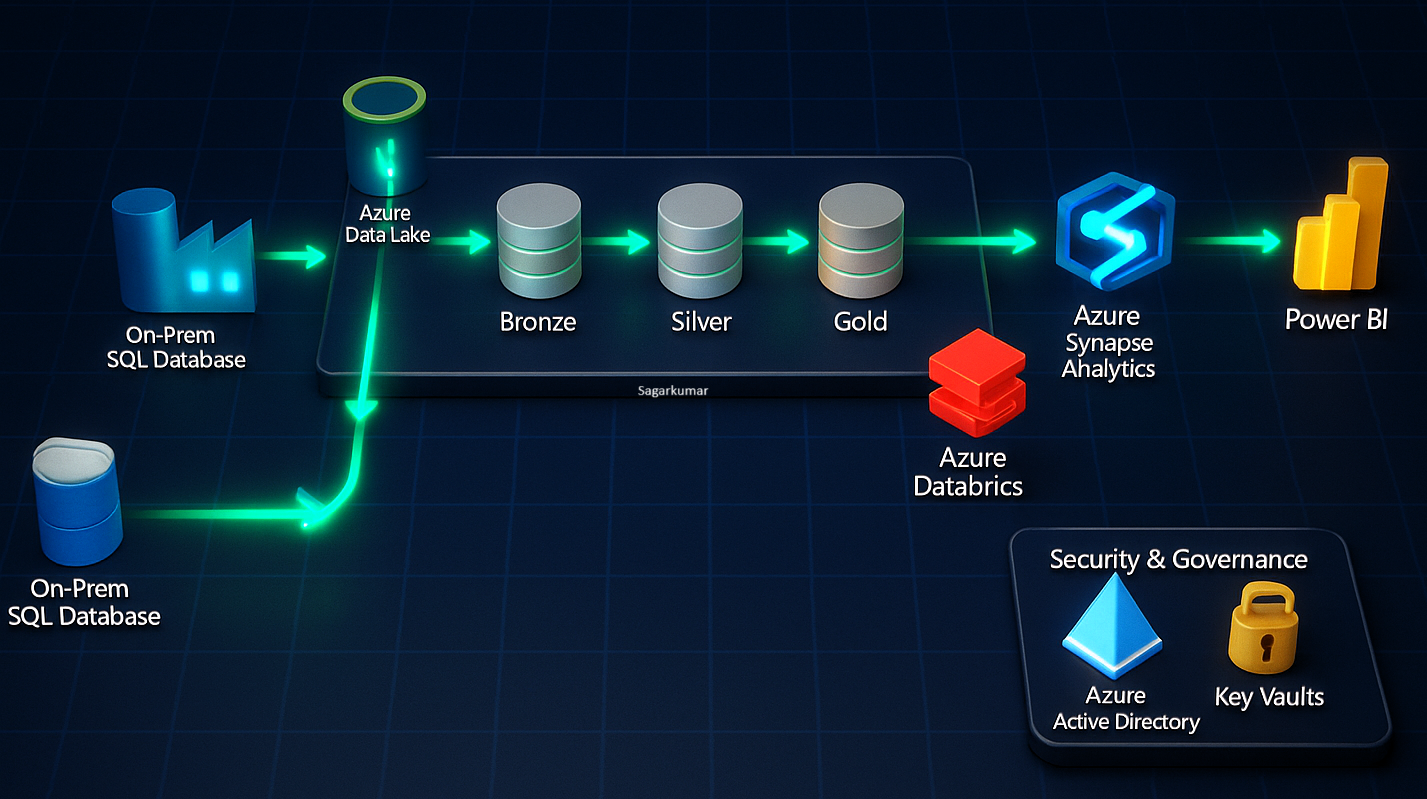 Azure
Data Lake
On-Prem
SQL Database
Bronze
Silver
Gold
Azure
Synapse
Ahalytics
Power BI
Sagarkumar
Azure
Databrics
On-Prem
SQL Database
Security & Governance
Azure
Active Directory
Key Vaults